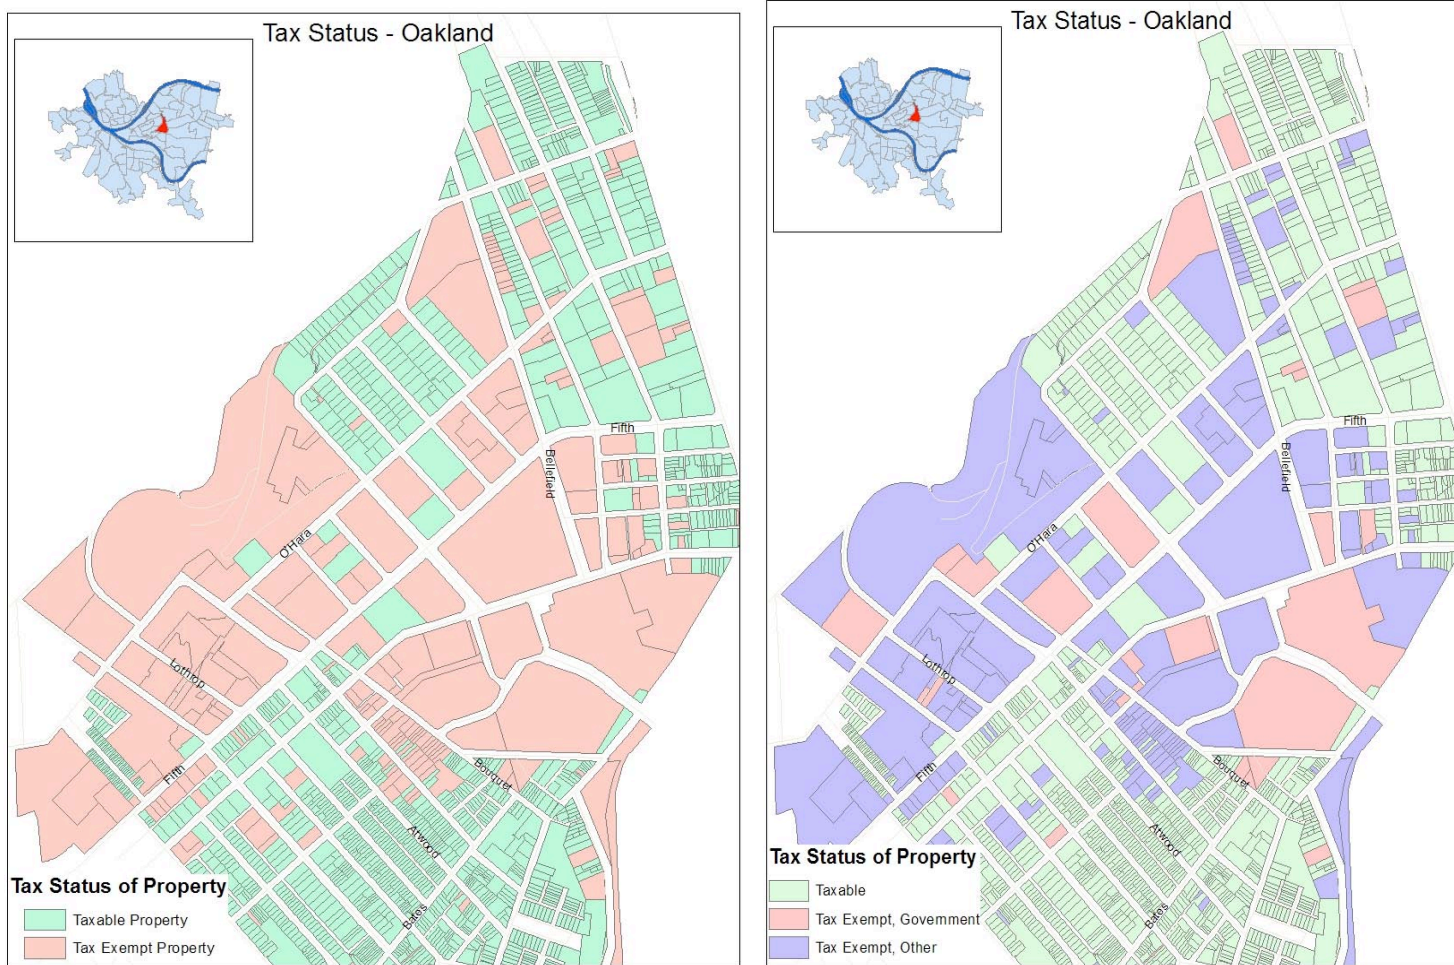 Tax Status - Oakland
Fifth
Bellefield
O'Hara
Lothrop
Fifth
Bouquet
Atwood
Bates
Tax Status of Property
Taxable Property
Tax Exempt Property
Tax Status - Oakland
Fifth
Bellefield
O'Hara
Lothrop
Fifth
Bouquet
Atwood
Bates
Tax Status of Property
Taxable
Tax Exempt, Government
Tax Exempt, Other